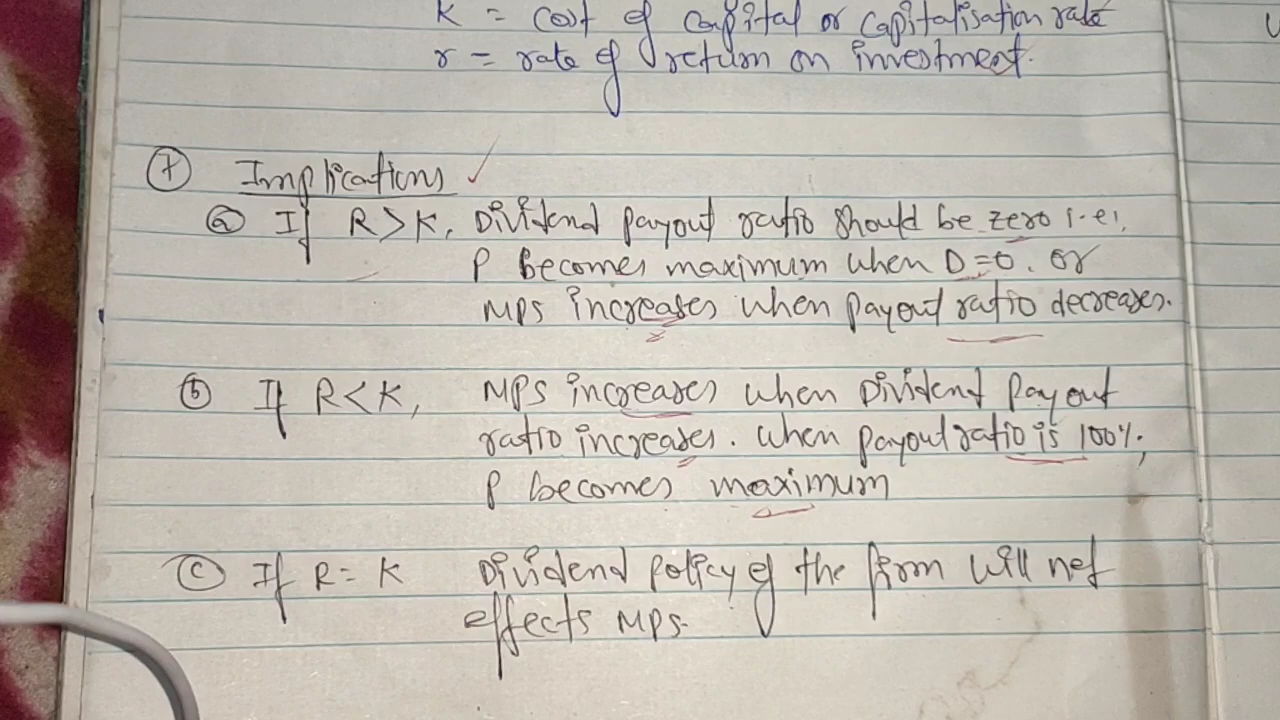 K = cost of capital or capitalisation rate
r = rate of return on investment.
7 Implications ✓
a If R>K, Dividend payout ratio should be zero i.e.,
P becomes maximum when D=0. or
MPS increases when payout ratio decreases.
b If R<K, MPS increases when Dividend Payout
ratio increases. When payout ratio is 100%,
P becomes maximum
c If R = K Dividend policy of the firm will not
effects MPS.